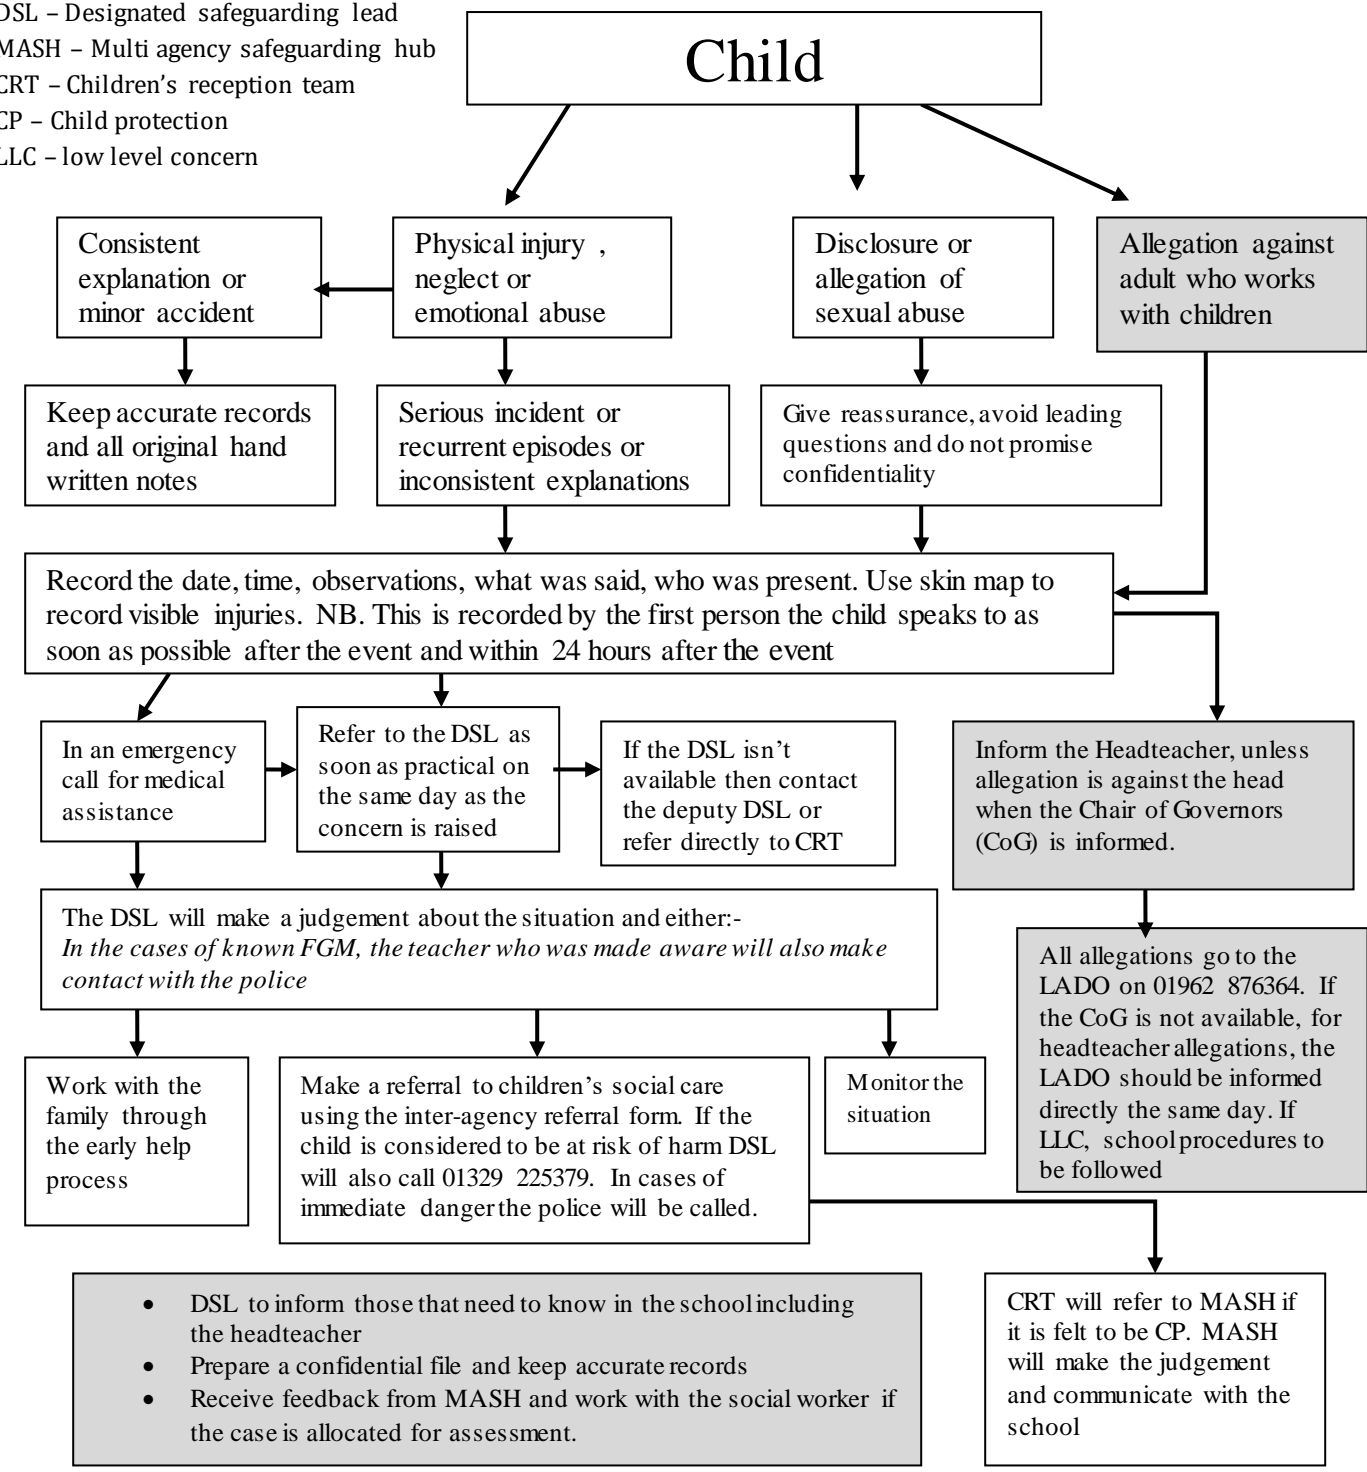 DSL – Designated safeguarding lead
MASH – Multi agency safeguarding hub
CRT – Children's reception team
CP – Child protection
LLC – low level concern
Child
Consistent
explanation or
minor accident
Physical injury ,
neglect or
emotional abuse
Disclosure or
allegation of
sexual abuse
Allegation against
adult who works
with children
Keep accurate records
and all original hand
written notes
Serious incident or
recurrent episodes or
inconsistent explanations
Give reassurance, avoid leading
questions and do not promise
confidentiality
Record the date, time, observations, what was said, who was present. Use skin map to
record visible injuries. NB. This is recorded by the first person the child speaks to as
soon as possible after the event and within 24 hours after the event
In an emergency
call for medical
assistance
Refer to the DSL as
soon as practical on
the same day as the
concern is raised
If the DSL isn't
available then contact
the deputy DSL or
refer directly to CRT
Inform the Headteacher, unless
allegation is against the head
when the Chair of Governors
(CoG) is informed.
The DSL will make a judgement about the situation and either:-
In the cases of known FGM, the teacher who was made aware will also make
contact with the police
All allegations go to the
LADO on 01962 876364. If
the CoG is not available, for
headteacher allegations, the
LADO should be informed
directly the same day. If
LLC, school procedures to
be followed
Work with the
family through
the early help
process
Make a referral to children's social care
using the inter-agency referral form. If the
child is considered to be at risk of harm DSL
will also call 01329 225379. In cases of
immediate danger the police will be called.
Monitor the
situation
• DSL to inform those that need to know in the school including
the headteacher
• Prepare a confidential file and keep accurate records
• Receive feedback from MASH and work with the social worker if
the case is allocated for assessment.
CRT will refer to MASH if
it is felt to be CP. MASH
will make the judgement
and communicate with the
school